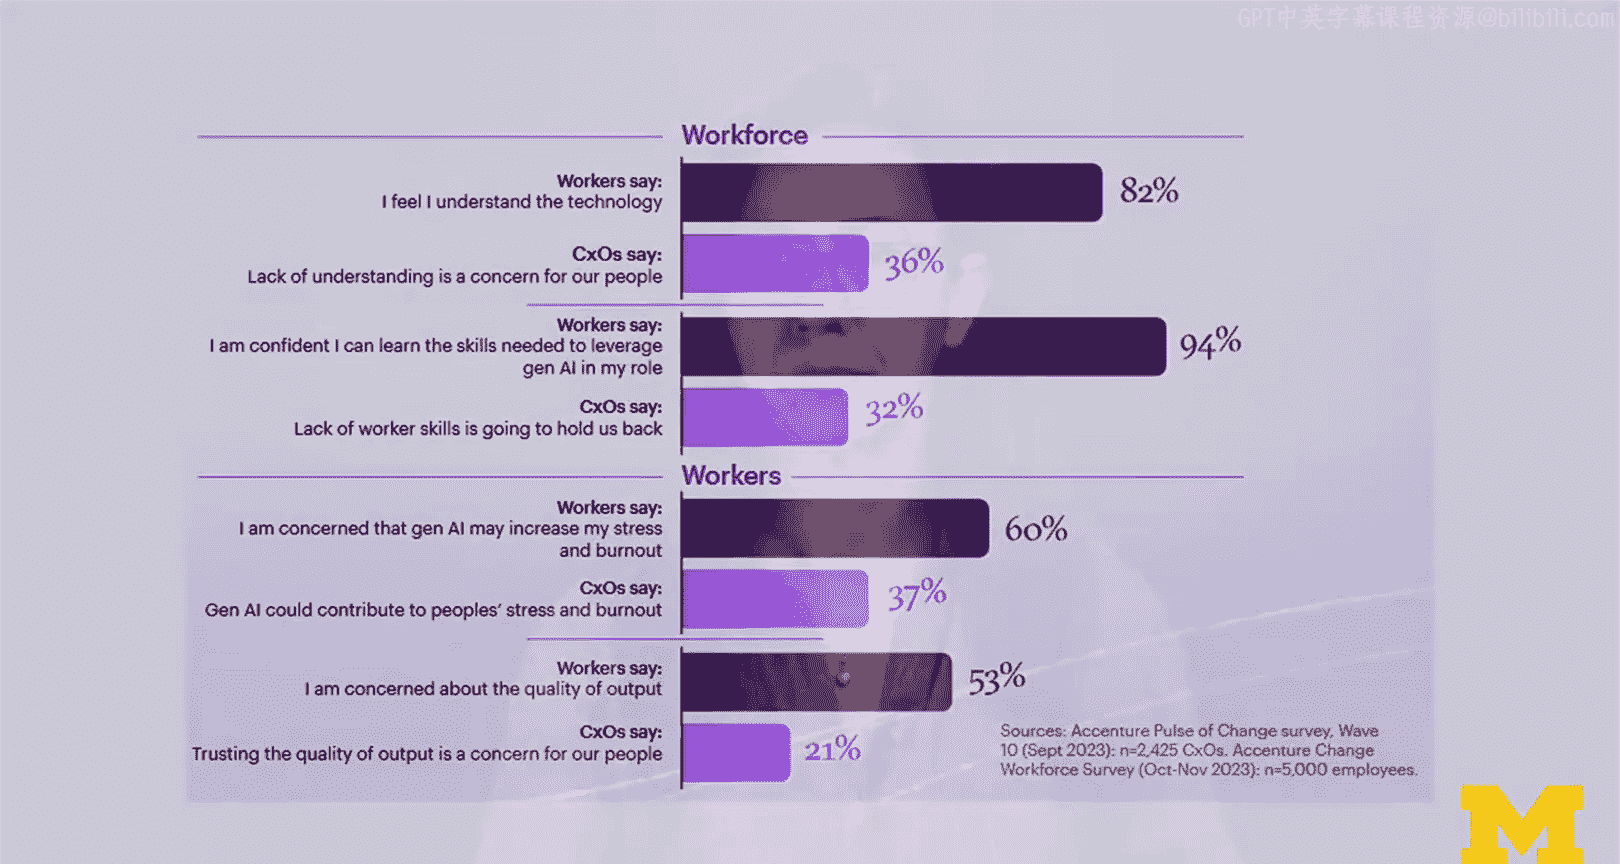 GPT中英字幕课程资源@bilibili.com
Workforce
Workers say:
I feel I understand the technology
82%
CxOs say:
Lack of understanding is a concern for our people
36%
Workers say:
I am confident I can learn the skills needed to leverage
gen AI in my role
94%
CxOs say:
Lack of worker skills is going to hold us back
32%
Workers
Workers say:
I am concerned that gen AI may increase my stress
and burnout
60%
CxOs say:
Gen AI could contribute to peoples’ stress and burnout
37%
Workers say:
I am concerned about the quality of output
53%
CxOs say:
Trusting the quality of output is a concern for our people
21%
Sources: Accenture Pulse of Change survey, Wave
10 (Sept 2023): n=2,425 CxOs. Accenture Change
Workforce Survey (Oct-Nov 2023): n=5,000 employees.
M